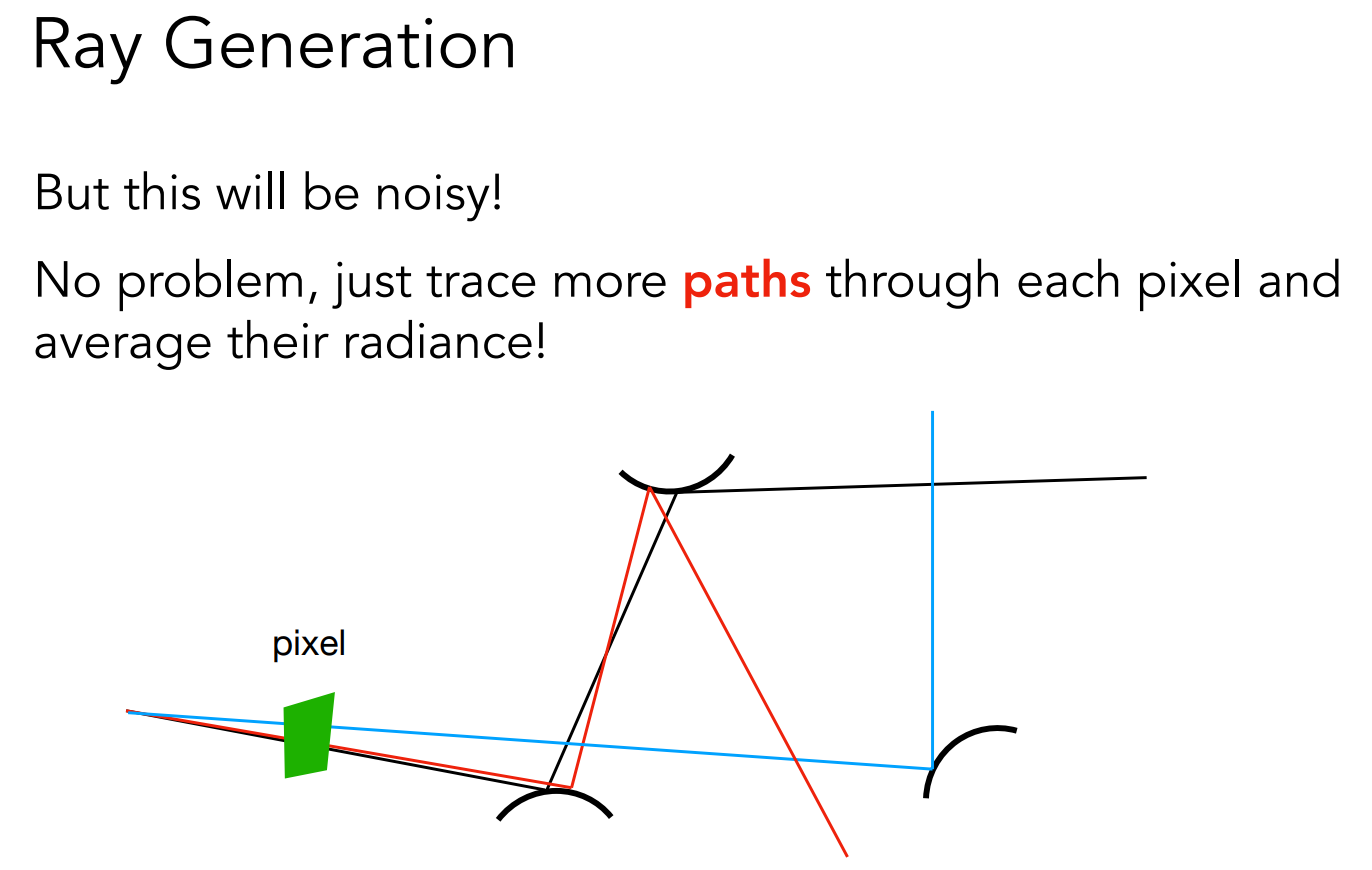 Ray Generation
But this will be noisy!
No problem, just trace more paths through each pixel and
average their radiance!
pixel